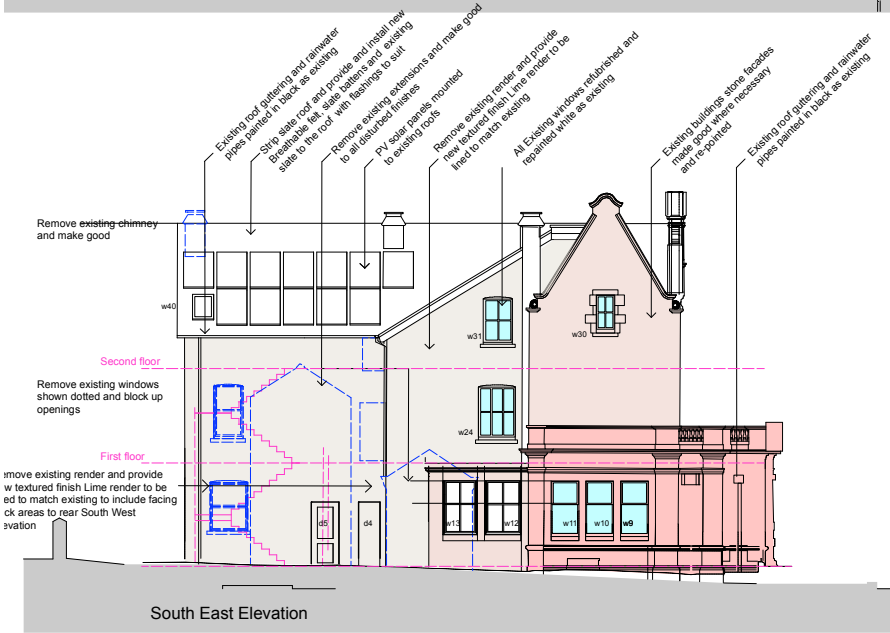 Existing roof guttering and rainwater
pipes painted in black as existing
Strip slate roof and provide and install new
Breathable felt, slate battens and existing
slate to the roof with flashings to suit
Remove existing extensions and make good
to all disturbed finishes
PV solar panels mounted
to existing roofs
Remove existing render and provide
new textured finish Lime render to be
lined to match existing
All Existing windows refubrished and
repainted white as existing
Existing buildings stone facades
made good where necessary
and re-pointed
Existing roof guttering and rainwater
pipes painted in black as existing
Remove existing chimney
and make good
w40
w31
w30
Second floor
Remove existing windows
shown dotted and block up
openings
w24
First floor
emove existing render and provide
w textured finish Lime render to be
ed to match existing to include facing
ck areas to rear South West
evation
d5
d4
w13
w12
w11
w10
w9
South East Elevation